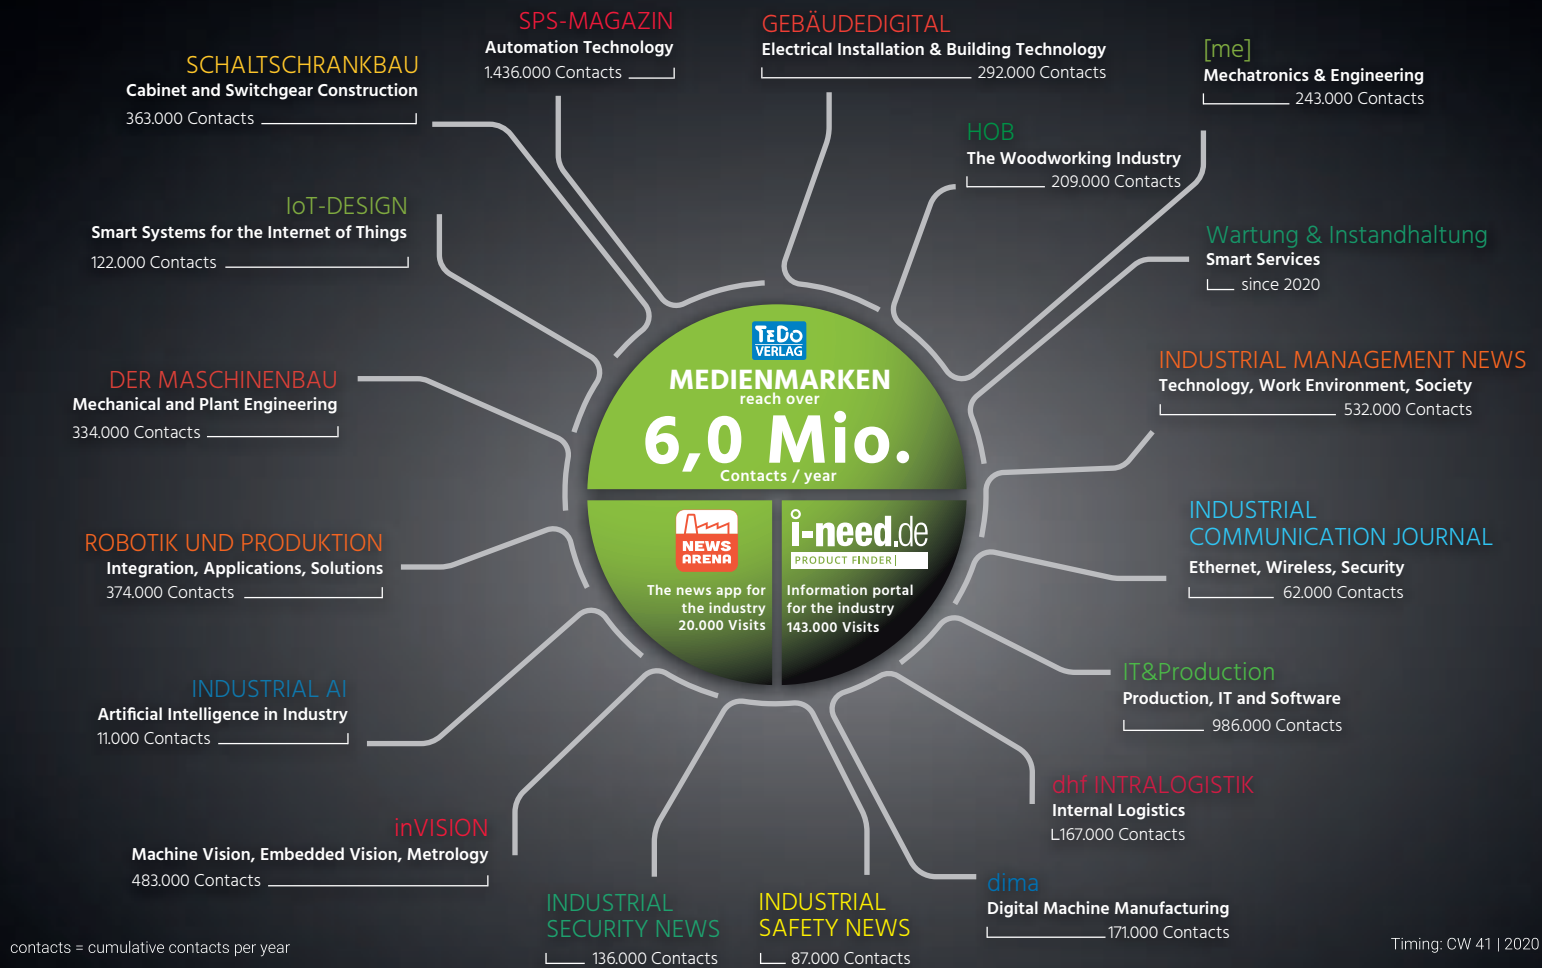 SPS-MAGAZIN
Automation Technology
1.436.000 Contacts
GEBÄUDEDIGITAL
Electrical Installation & Building Technology
292.000 Contacts
[me]
Mechatronics & Engineering
243.000 Contacts
SCHALTSCHRANKBAU
Cabinet and Switchgear Construction
363.000 Contacts
HOB
The Woodworking Industry
209.000 Contacts
IoT-DESIGN
Smart Systems for the Internet of Things
122.000 Contacts
Wartung & Instandhaltung
Smart Services
since 2020
DER MASCHINENBAU
Mechanical and Plant Engineering
334.000 Contacts
TeDo
VERLAG
MEDIENMARKEN
reach over
6,0 Mio.
Contacts / year
NEWS
ARENA
The news app for
the industry
20.000 Visits
i-need.de
PRODUCT FINDER
Information portal
for the industry
143.000 Visits
INDUSTRIAL MANAGEMENT NEWS
Technology, Work Environment, Society
532.000 Contacts
ROBOTIK UND PRODUKTION
Integration, Applications, Solutions
374.000 Contacts
INDUSTRIAL
COMMUNICATION JOURNAL
Ethernet, Wireless, Security
62.000 Contacts
INDUSTRIAL AI
Artificial Intelligence in Industry
11.000 Contacts
IT&Production
Production, IT and Software
986.000 Contacts
dhf INTRALOGISTIK
Internal Logistics
167.000 Contacts
inVISION
Machine Vision, Embedded Vision, Metrology
483.000 Contacts
INDUSTRIAL
SECURITY NEWS
136.000 Contacts
INDUSTRIAL
SAFETY NEWS
87.000 Contacts
dima
Digital Machine Manufacturing
171.000 Contacts
contacts = cumulative contacts per year
Timing: CW 41 | 2020